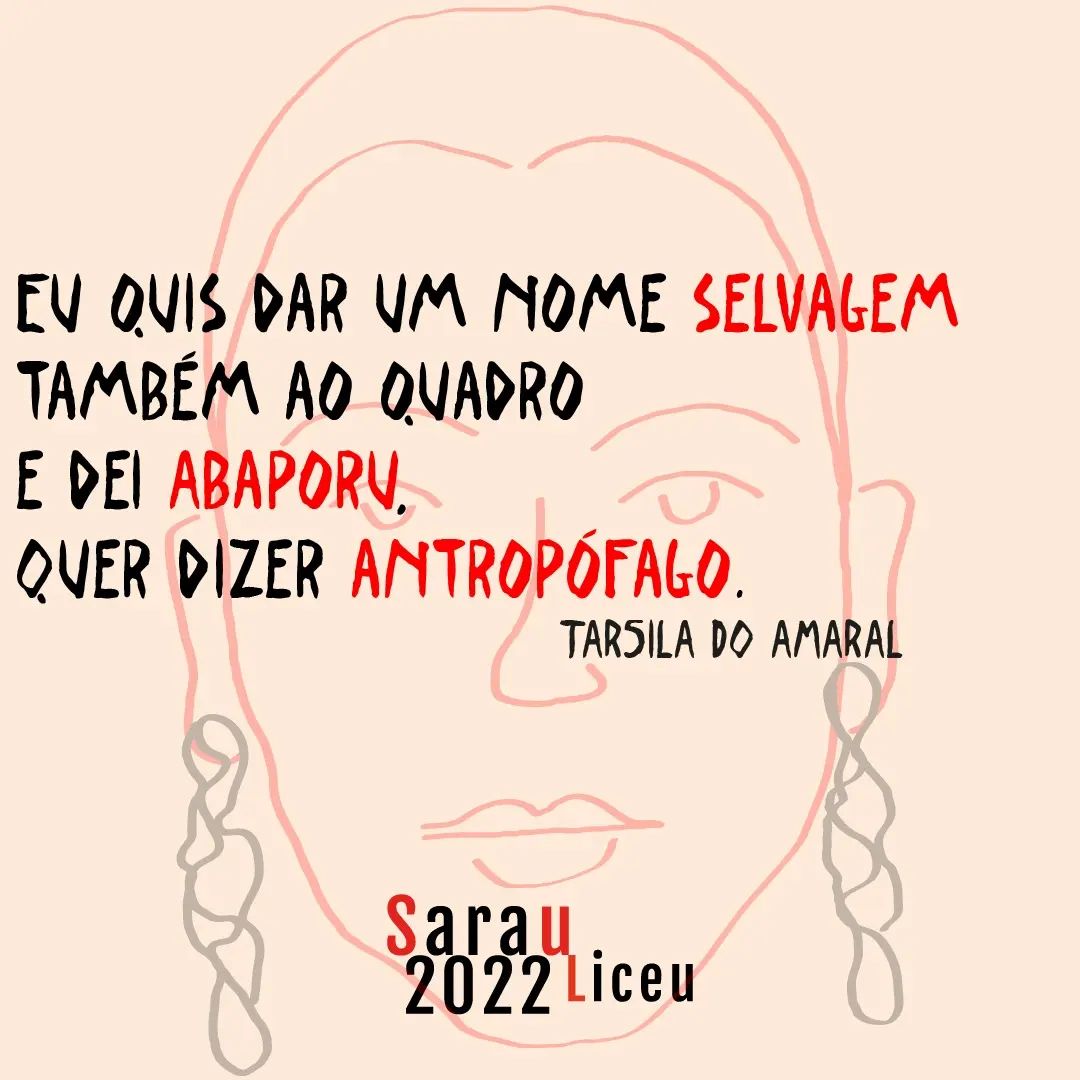 EU QUIS DAR UM NOME SELVAGEM
TAMBÉM AO QUADRO
E DEI ABAPORU,
QUER DIZER ANTROPÓFAGO.
TARSILA DO AMARAL
Sarau
2022 Liceu